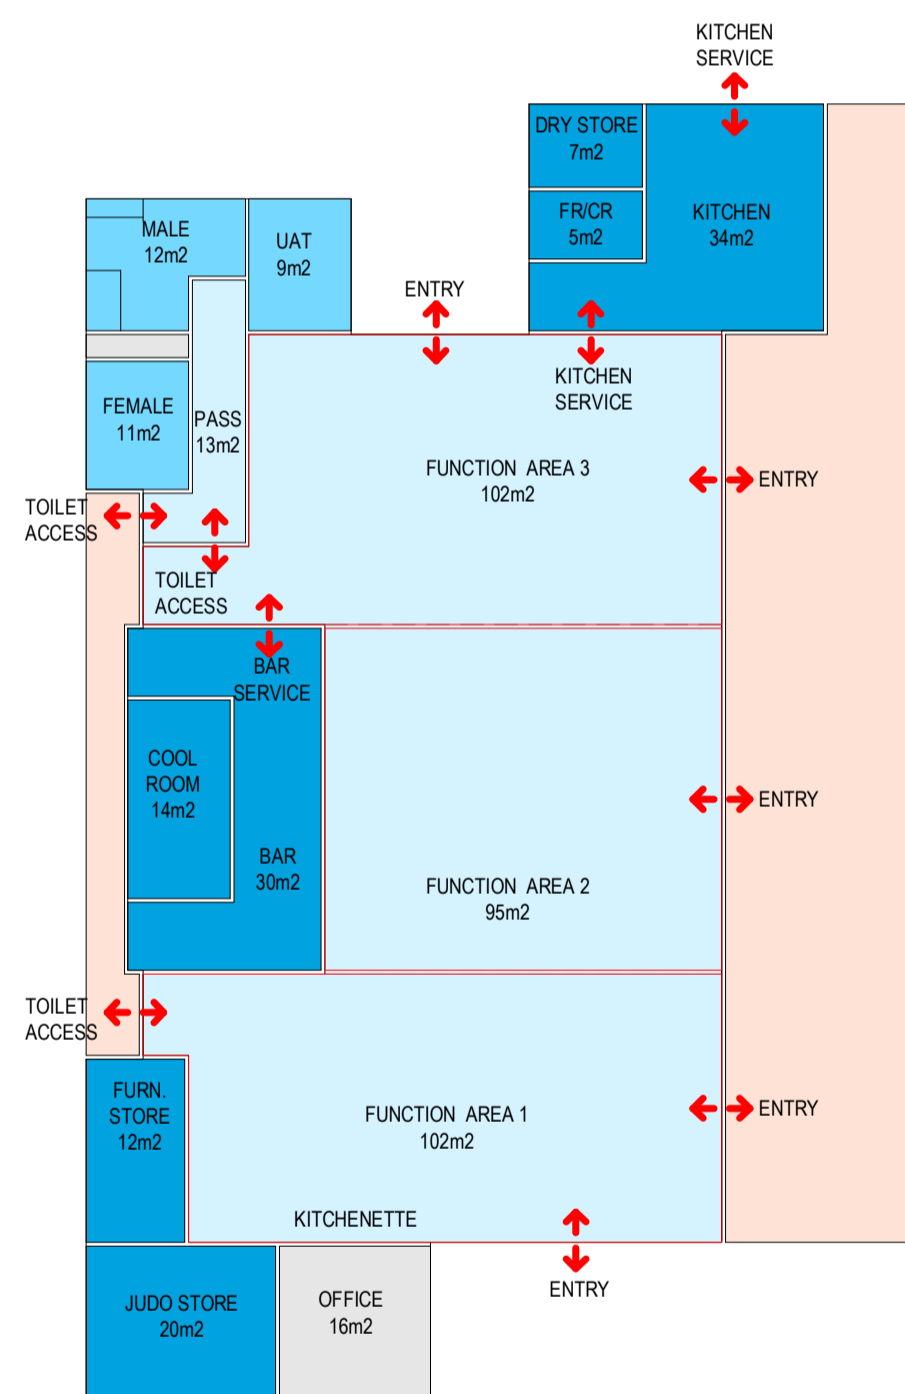 KITCHEN
SERVICE
DRY STORE
7m2
FR/CR
5m2
KITCHEN
34m2
MALE
12m2
UAT
9m2
ENTRY
KITCHEN
SERVICE
FEMALE
11m2
PASS
13m2
FUNCTION AREA 3
102m2
ENTRY
TOILET
ACCESS
TOILET
ACCESS
BAR
SERVICE
COOL
ROOM
14m2
ENTRY
BAR
30m2
FUNCTION AREA 2
95m2
TOILET
ACCESS
FURN.
STORE
12m2
FUNCTION AREA 1
102m2
ENTRY
KITCHENETTE
ENTRY
JUDO STORE
20m2
OFFICE
16m2